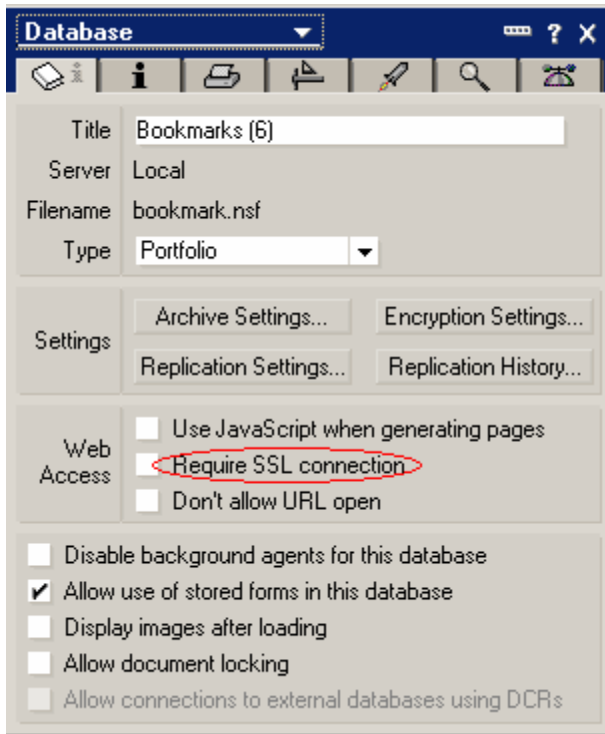 Database
? X
i i
Title Bookmarks (6)
Server Local
Filename bookmark.nsf
Type Portfolio
Archive Settings... Encryption Settings...
Settings
Replication Settings... Replication History...
Use JavaScript when generating pages
Web Access
Require SSL connection
Don't allow URL open
Disable background agents for this database
Allow use of stored forms in this database
Display images after loading
Allow document locking
Allow connections to external databases using DCRs